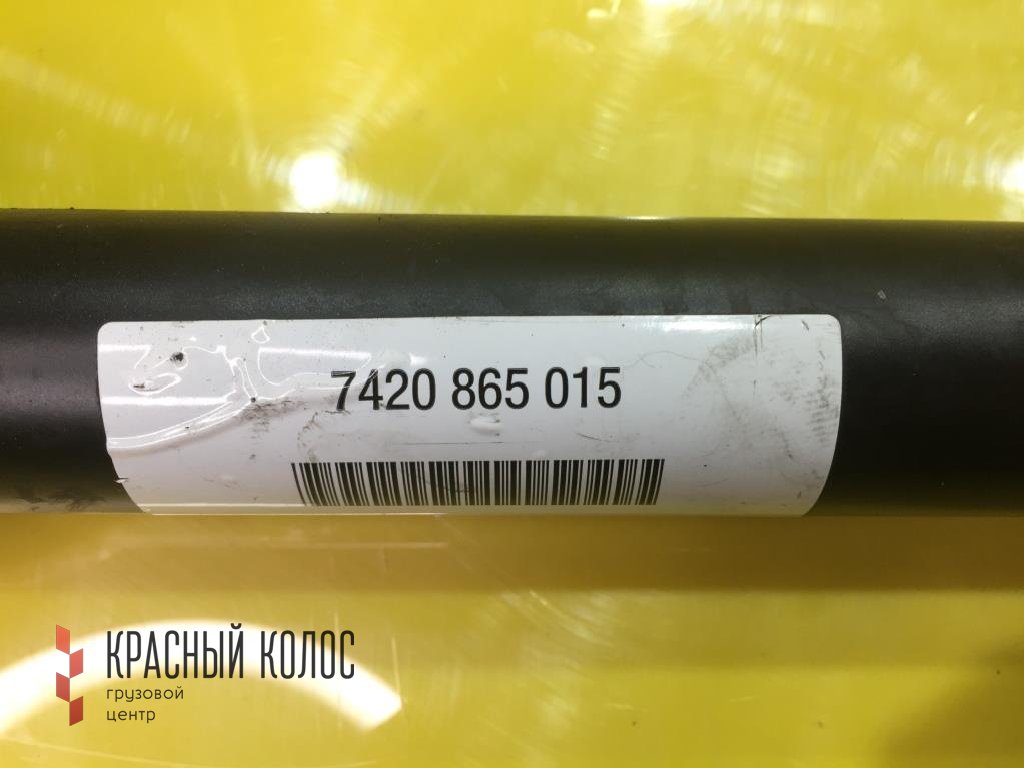 7420 865 015
КРАСНЫЙ КОЛОС
грузовой
центр